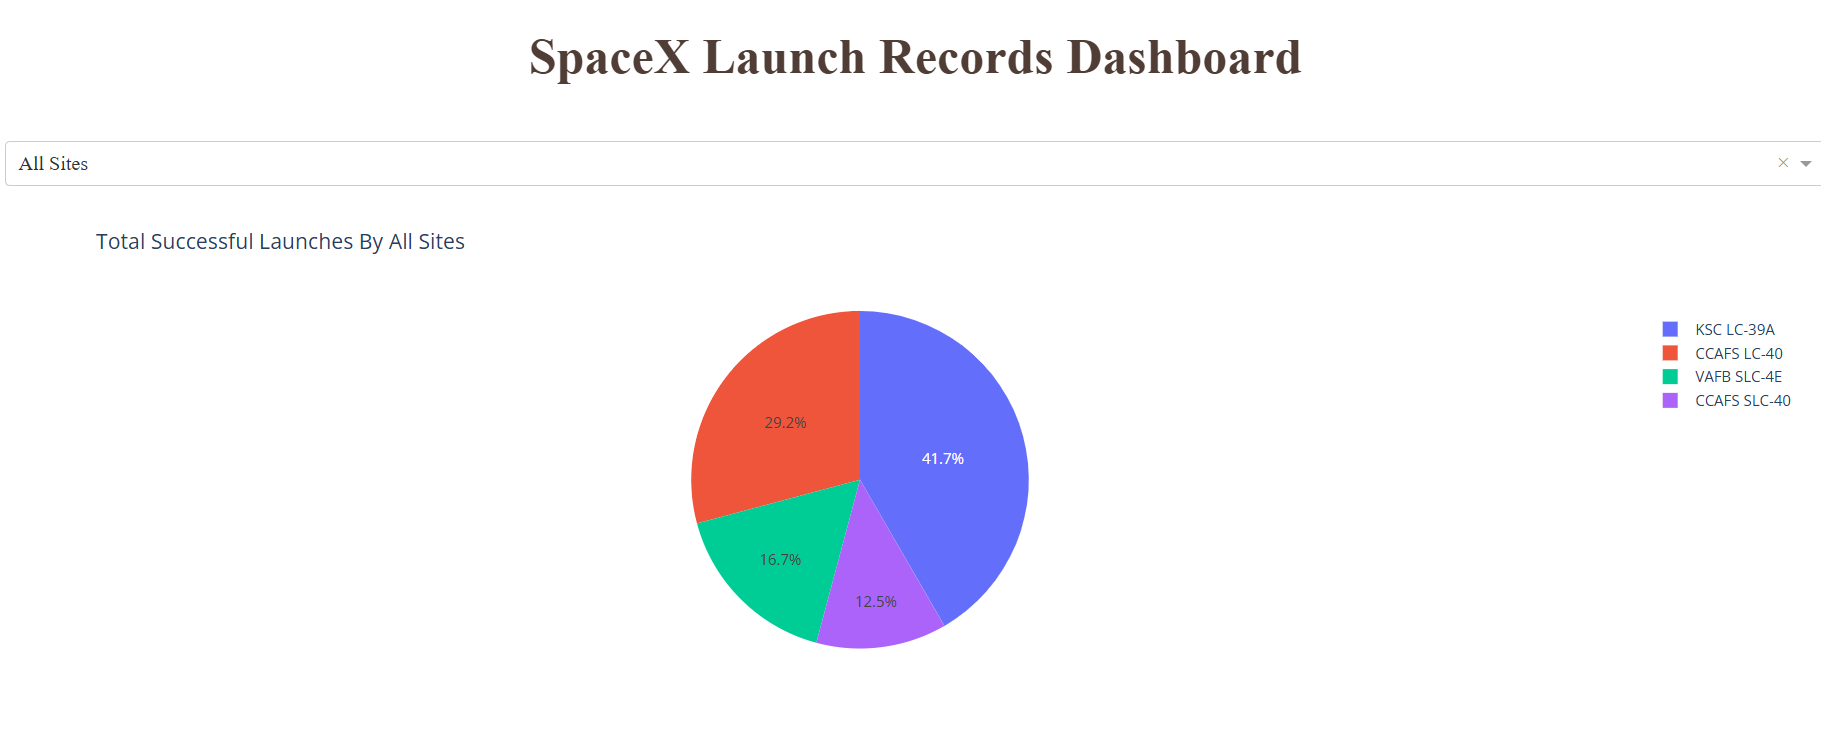 SpaceX Launch Records Dashboard
All Sites
Total Successful Launches By All Sites
KSC LC-39A
CCAFS LC-40
VAFB SLC-4E
CCAFS SLC-40
29.2%
41.7%
16.7%
12.5%